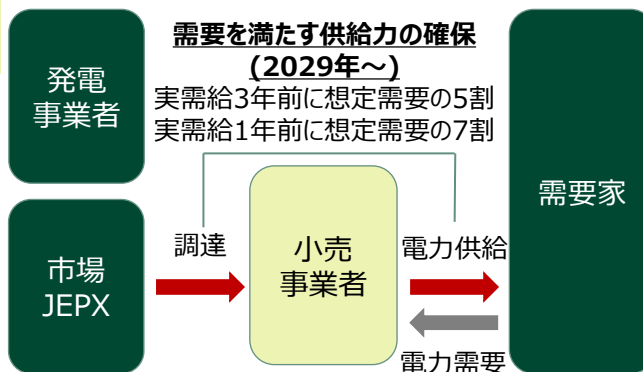 発電
事業者
需要を満たす供給力の確保
(2029年~)
実需給3年前に想定需要の5割
実需給1年前に想定需要の7割
需要家
市場
JEPX
調達
小売
事業者
電力供給
電力需要